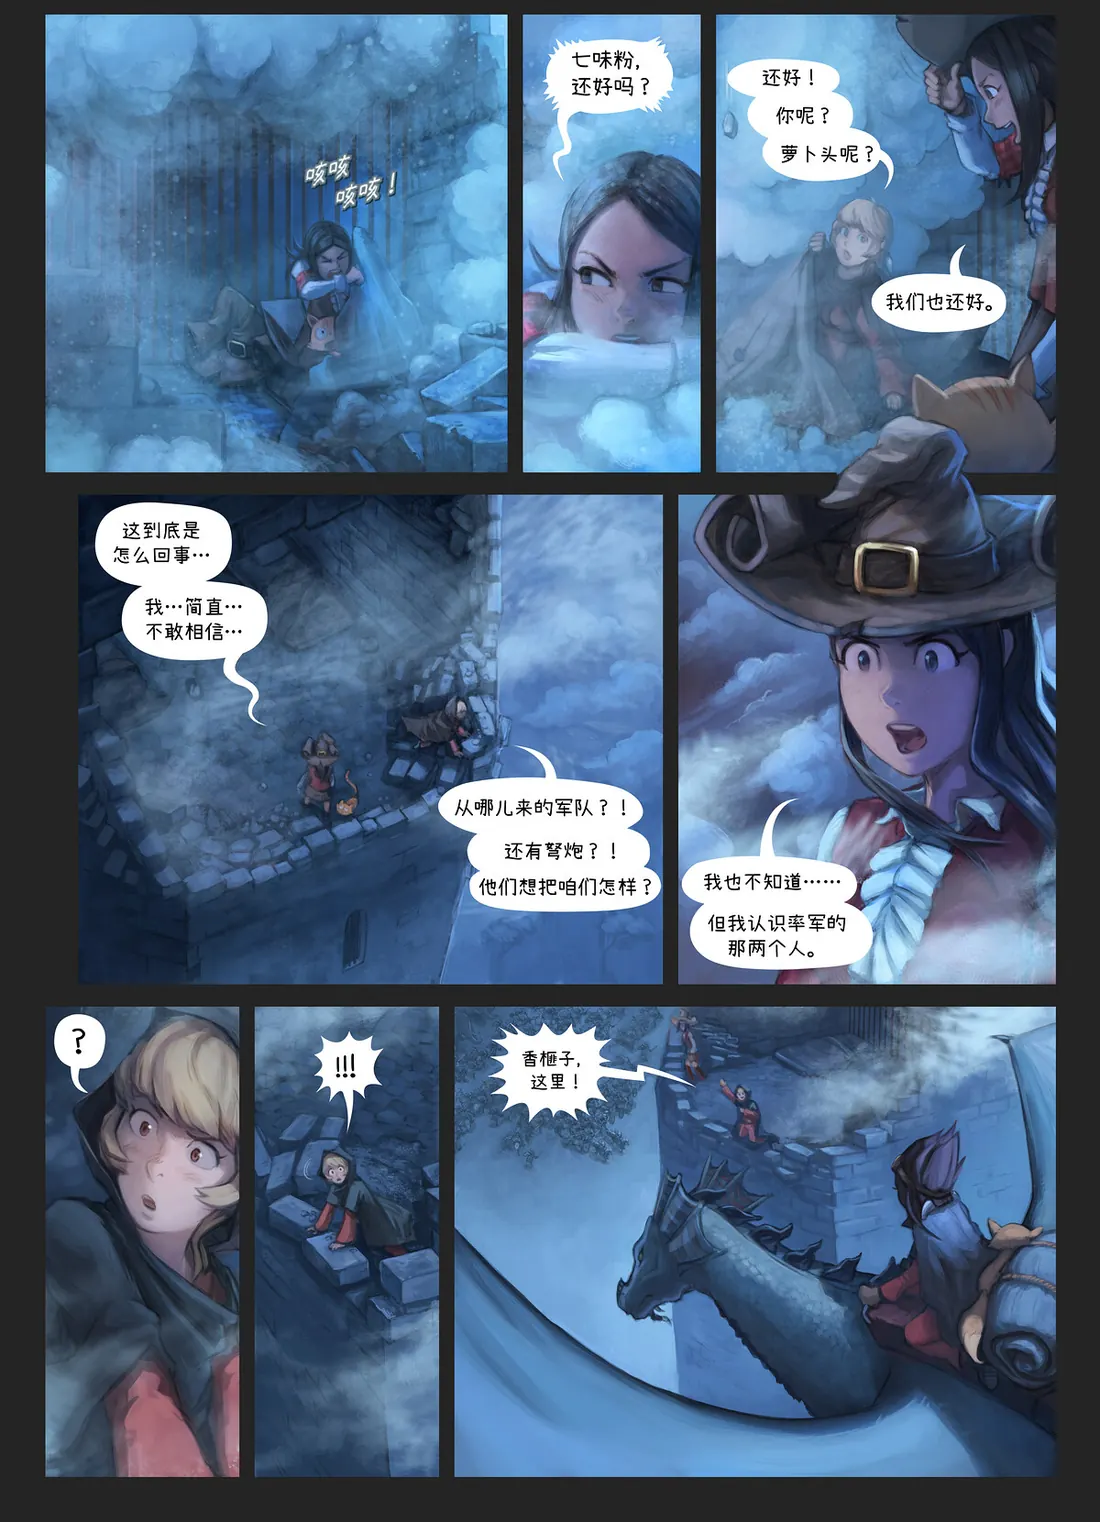 咳咳
咳咳！
七味粉，
还好吗？
还好！
你呢？
萝卜头呢？
我们也还好。
这到底是
怎么回事…
我…简直…
不敢相信…
从哪儿来的军队？！
还有弩炮？！
他们想把咱们怎样？
我也不知道……
但我认识率军的
那两个人。
？
!!!
香榧子，
这里！